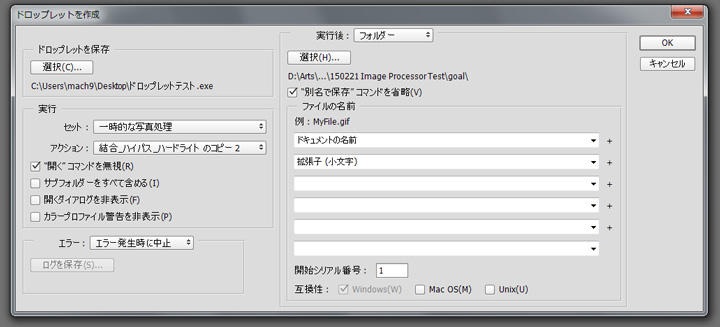 ドロップレットを作成
ドロップレットを保存
選択(C)...
C:\Users\mach9\Desktop\ドロップレットテスト.exe
実行
セット： 一時的な写真処理
アクション： 結合_ハイパス_ハードライト のコピー 2
"開く" コマンドを無視(R)
サブフォルダーをすべて含める(I)
開くダイアログを非表示(F)
カラープロファイル警告を非表示(P)
エラー： エラー発生時に中止
ログを保存(S)...
実行後： フォルダー
選択(H)...
D:\Arts\...\150221 Image ProcessorTest\goal\
"別名で保存" コマンドを省略(V)
ファイルの名前
例：MyFile.gif
ドキュメントの名前 +
拡張子 (小文字) +
+
+
+
開始シリアル番号： 1
互換性： Windows(W) Mac OS(M) Unix(U)
OK
キャンセル